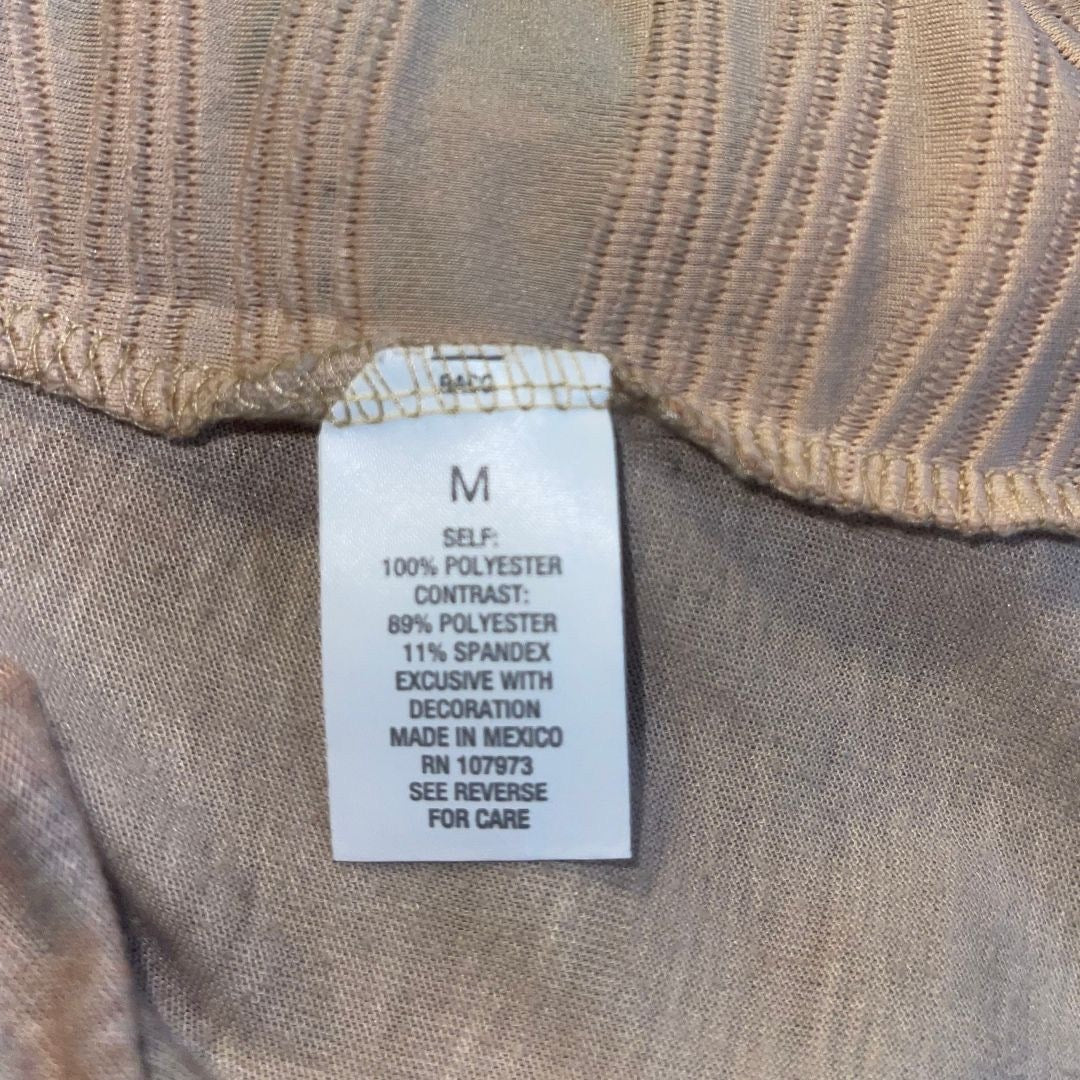 M
SELF:
100% POLYESTER
CONTRAST:
89% POLYESTER
11% SPANDEX
EXCUSIVE WITH
DECORATION
MADE IN MEXICO
RN 107973
SEE REVERSE
FOR CARE